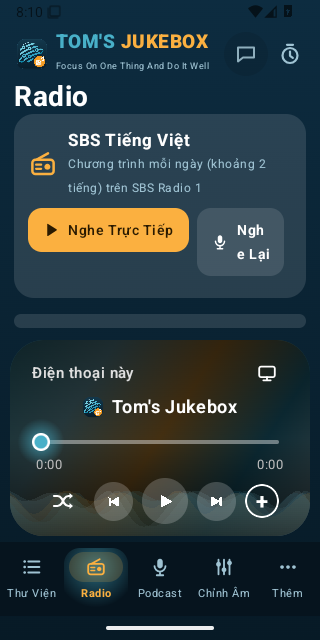 8:10
TOM'S JUKEBOX
Focus On One Thing And Do It Well
Radio
SBS Tiếng Việt
Chương trình mỗi ngày (khoảng 2
tiếng) trên SBS Radio 1
Nghe Trực Tiếp
Ngh
e Lại
Điện thoại này
Tom's Jukebox
0:00
0:00
Thư Viện
Radio
Podcast
Chỉnh Âm
Thêm